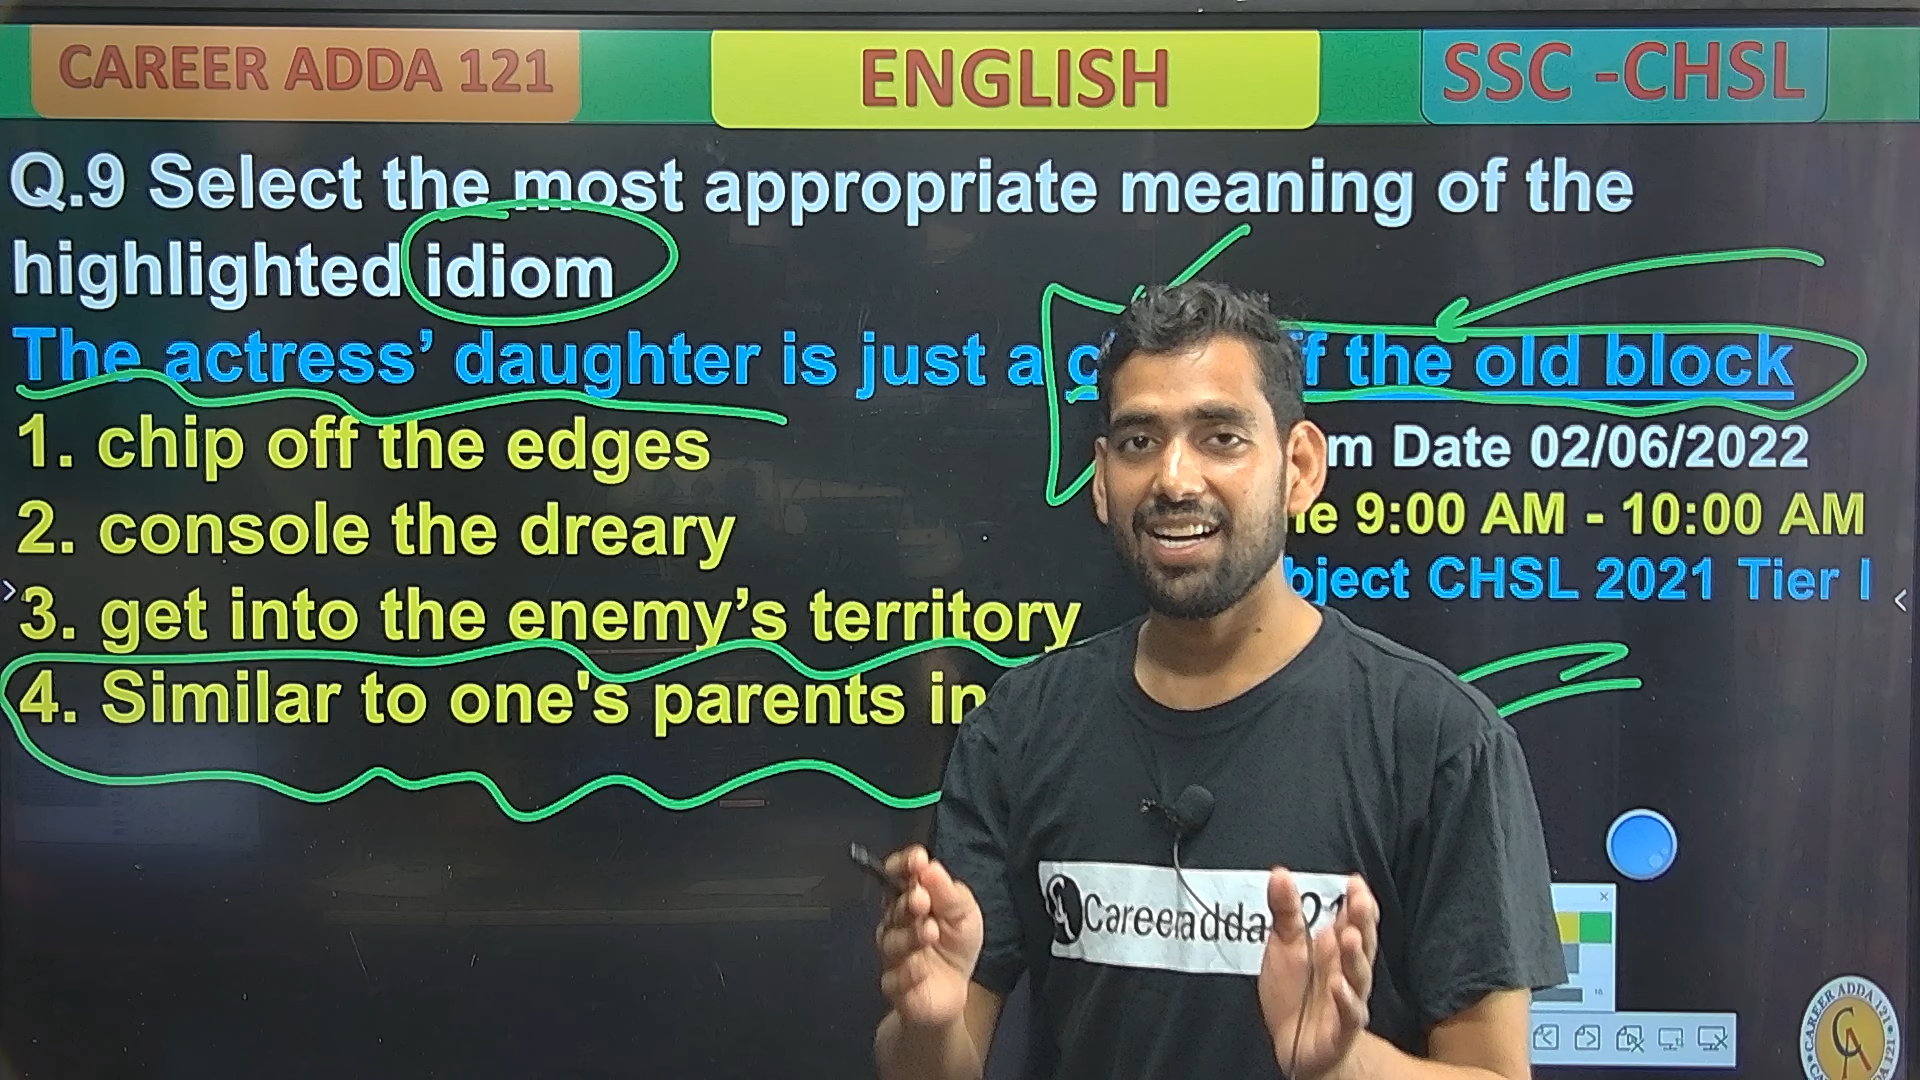 CAREER ADDA 121
ENGLISH
SSC -CHSL
Q.9 Select the most appropriate meaning of the
highlighted idiom
The actress’ daughter is just a the old block
1. chip off the edges
Date 02/06/2022
2. console the dreary
9:00 AM - 10:00 AM
CHSL 2021 Tier I
3. get into the enemy’s territory
4. Similar to one's parents in
Careeradda
CAREER ADDA 121